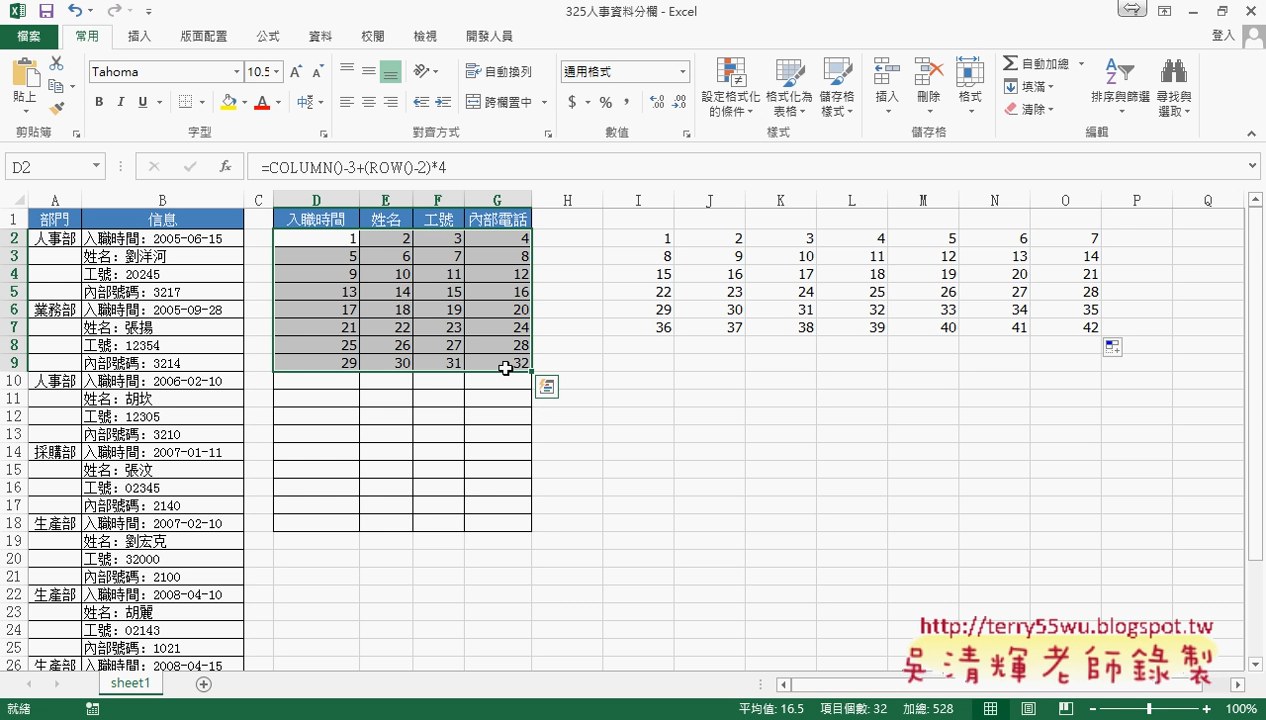 325人事資料分欄 - Excel
檔案 常用 插入 版面配置 公式 資料 校閱 檢視 開發人員 登入
貼上 Tahoma 10.5 自動換列 通用格式 設定格式化的條件 格式化為表格 儲存格樣式 插入 刪除 格式 Σ 自動加總 填滿 清除 排序與篩選 尋找與選取
B I U 中 跨欄置中 $ % ,
剪貼簿 字型 對齊方式 數值 樣式 儲存格 編輯
D2 fx =COLUMN()-3+(ROW()-2)*4
A B C D E F G H I J K L M N O P Q
1 部門 信息 入職時間 姓名 工號 內部電話
2 人事部 入職時間：2005-06-15 1 2 3 4 1 2 3 4 5 6 7
3 姓名：劉洋河 5 6 7 8 8 9 10 11 12 13 14
4 工號：20245 9 10 11 12 15 16 17 18 19 20 21
5 內部號碼：3217 13 14 15 16 22 23 24 25 26 27 28
6 業務部 入職時間：2005-09-28 17 18 19 20 29 30 31 32 33 34 35
7 姓名：張揚 21 22 23 24 36 37 38 39 40 41 42
8 工號：12354 25 26 27 28
9 內部號碼：3214 29 30 31 32
10 人事部 入職時間：2006-02-10
11 姓名：胡坎
12 工號：12305
13 內部號碼：3210
14 採購部 入職時間：2007-01-11
15 姓名：張汶
16 工號：02345
17 內部號碼：2140
18 生產部 入職時間：2007-02-10
19 姓名：劉宏克
20 工號：32000
21 內部號碼：2100
22 生產部 入職時間：2008-04-10
23 姓名：胡麗
24 工號：02143
25 內部號碼：1021
26 生產部 入職時間：2008-04-15
http://terry55wu.blogspot.tw
吳清輝老師錄製
sheet1
就緒 平均值: 16.5 項目個數: 32 加總: 528 100%